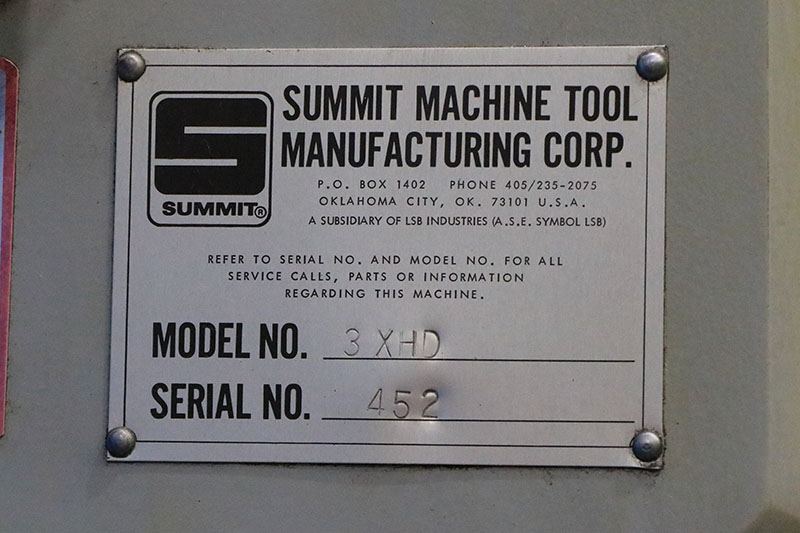 SUMMIT MACHINE TOOL
MANUFACTURING CORP.
SUMMIT®
P.O. BOX 1402 PHONE 405/235-2075
OKLAHOMA CITY, OK. 73101 U.S.A.
A SUBSIDIARY OF LSB INDUSTRIES (A.S.E. SYMBOL LSB)
REFER TO SERIAL NO. AND MODEL NO. FOR ALL
SERVICE CALLS, PARTS OR INFORMATION
REGARDING THIS MACHINE.
MODEL NO. 3 XHD
SERIAL NO. 452